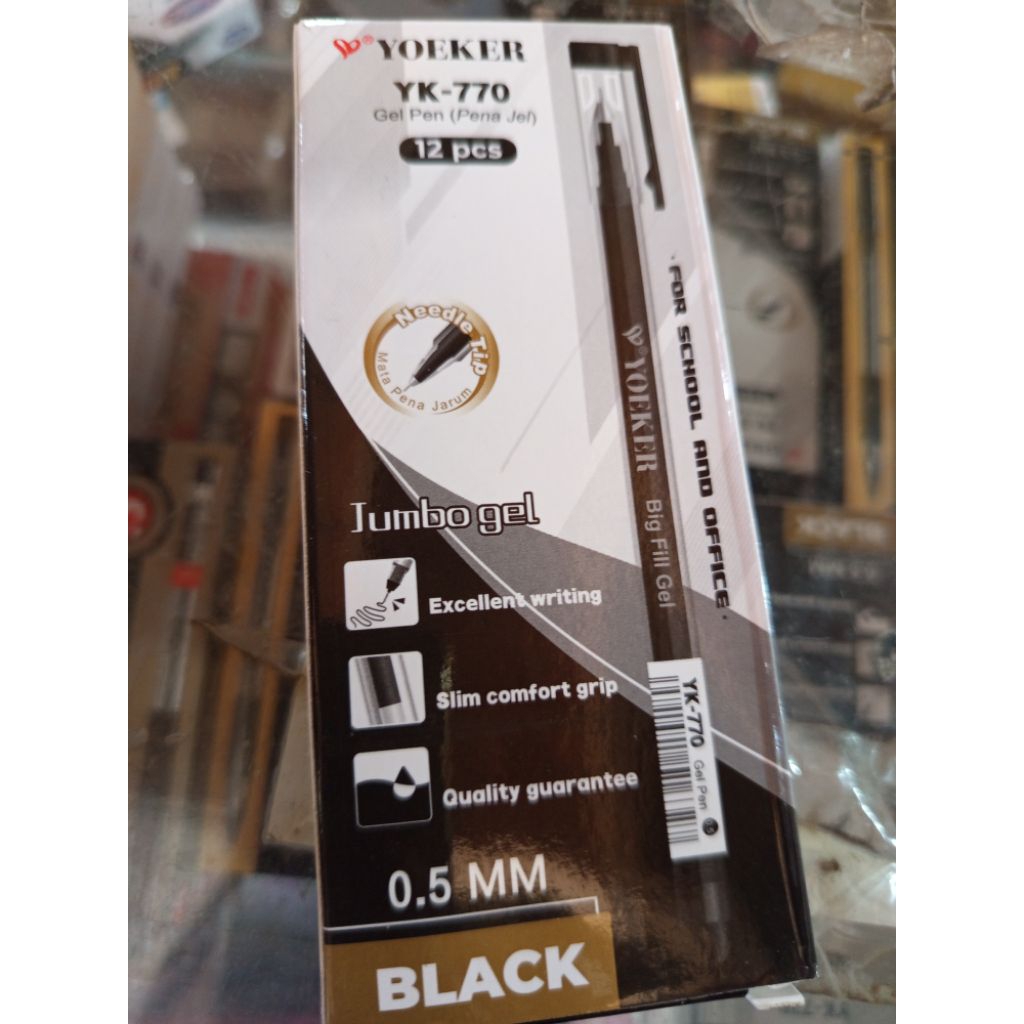 ® YOEKER
YK-770
Gel Pen (Pena Jel)
12 pcs
Needle Tip
Mata Pena Jarum
Jumbo gel
Excellent writing
Slim comfort grip
Quality guarantee
0.5 MM
BLACK
YOEKER Big Fill Gel
YK-770 Gel Pen
· FOR SCHOOL AND OFFICE ·
BLACK